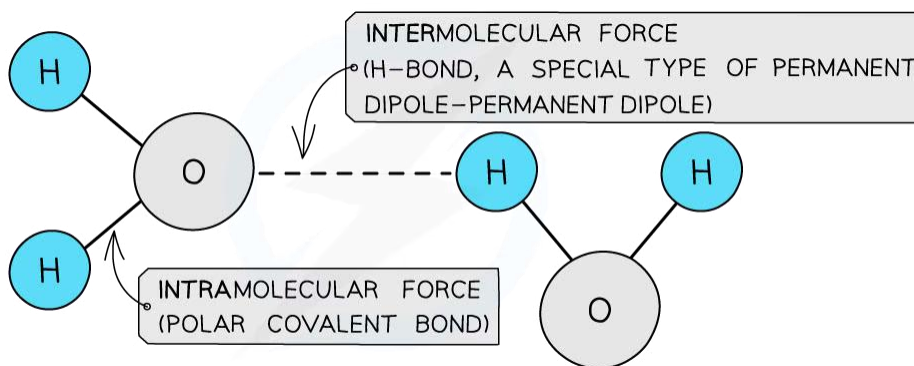 INTERMOLECULAR FORCE
(H-BOND, A SPECIAL TYPE OF PERMANENT
DIPOLE-PERMANENT DIPOLE)
H
O
H
H
H
INTRAMOLECULAR FORCE
(POLAR COVALENT BOND)
O